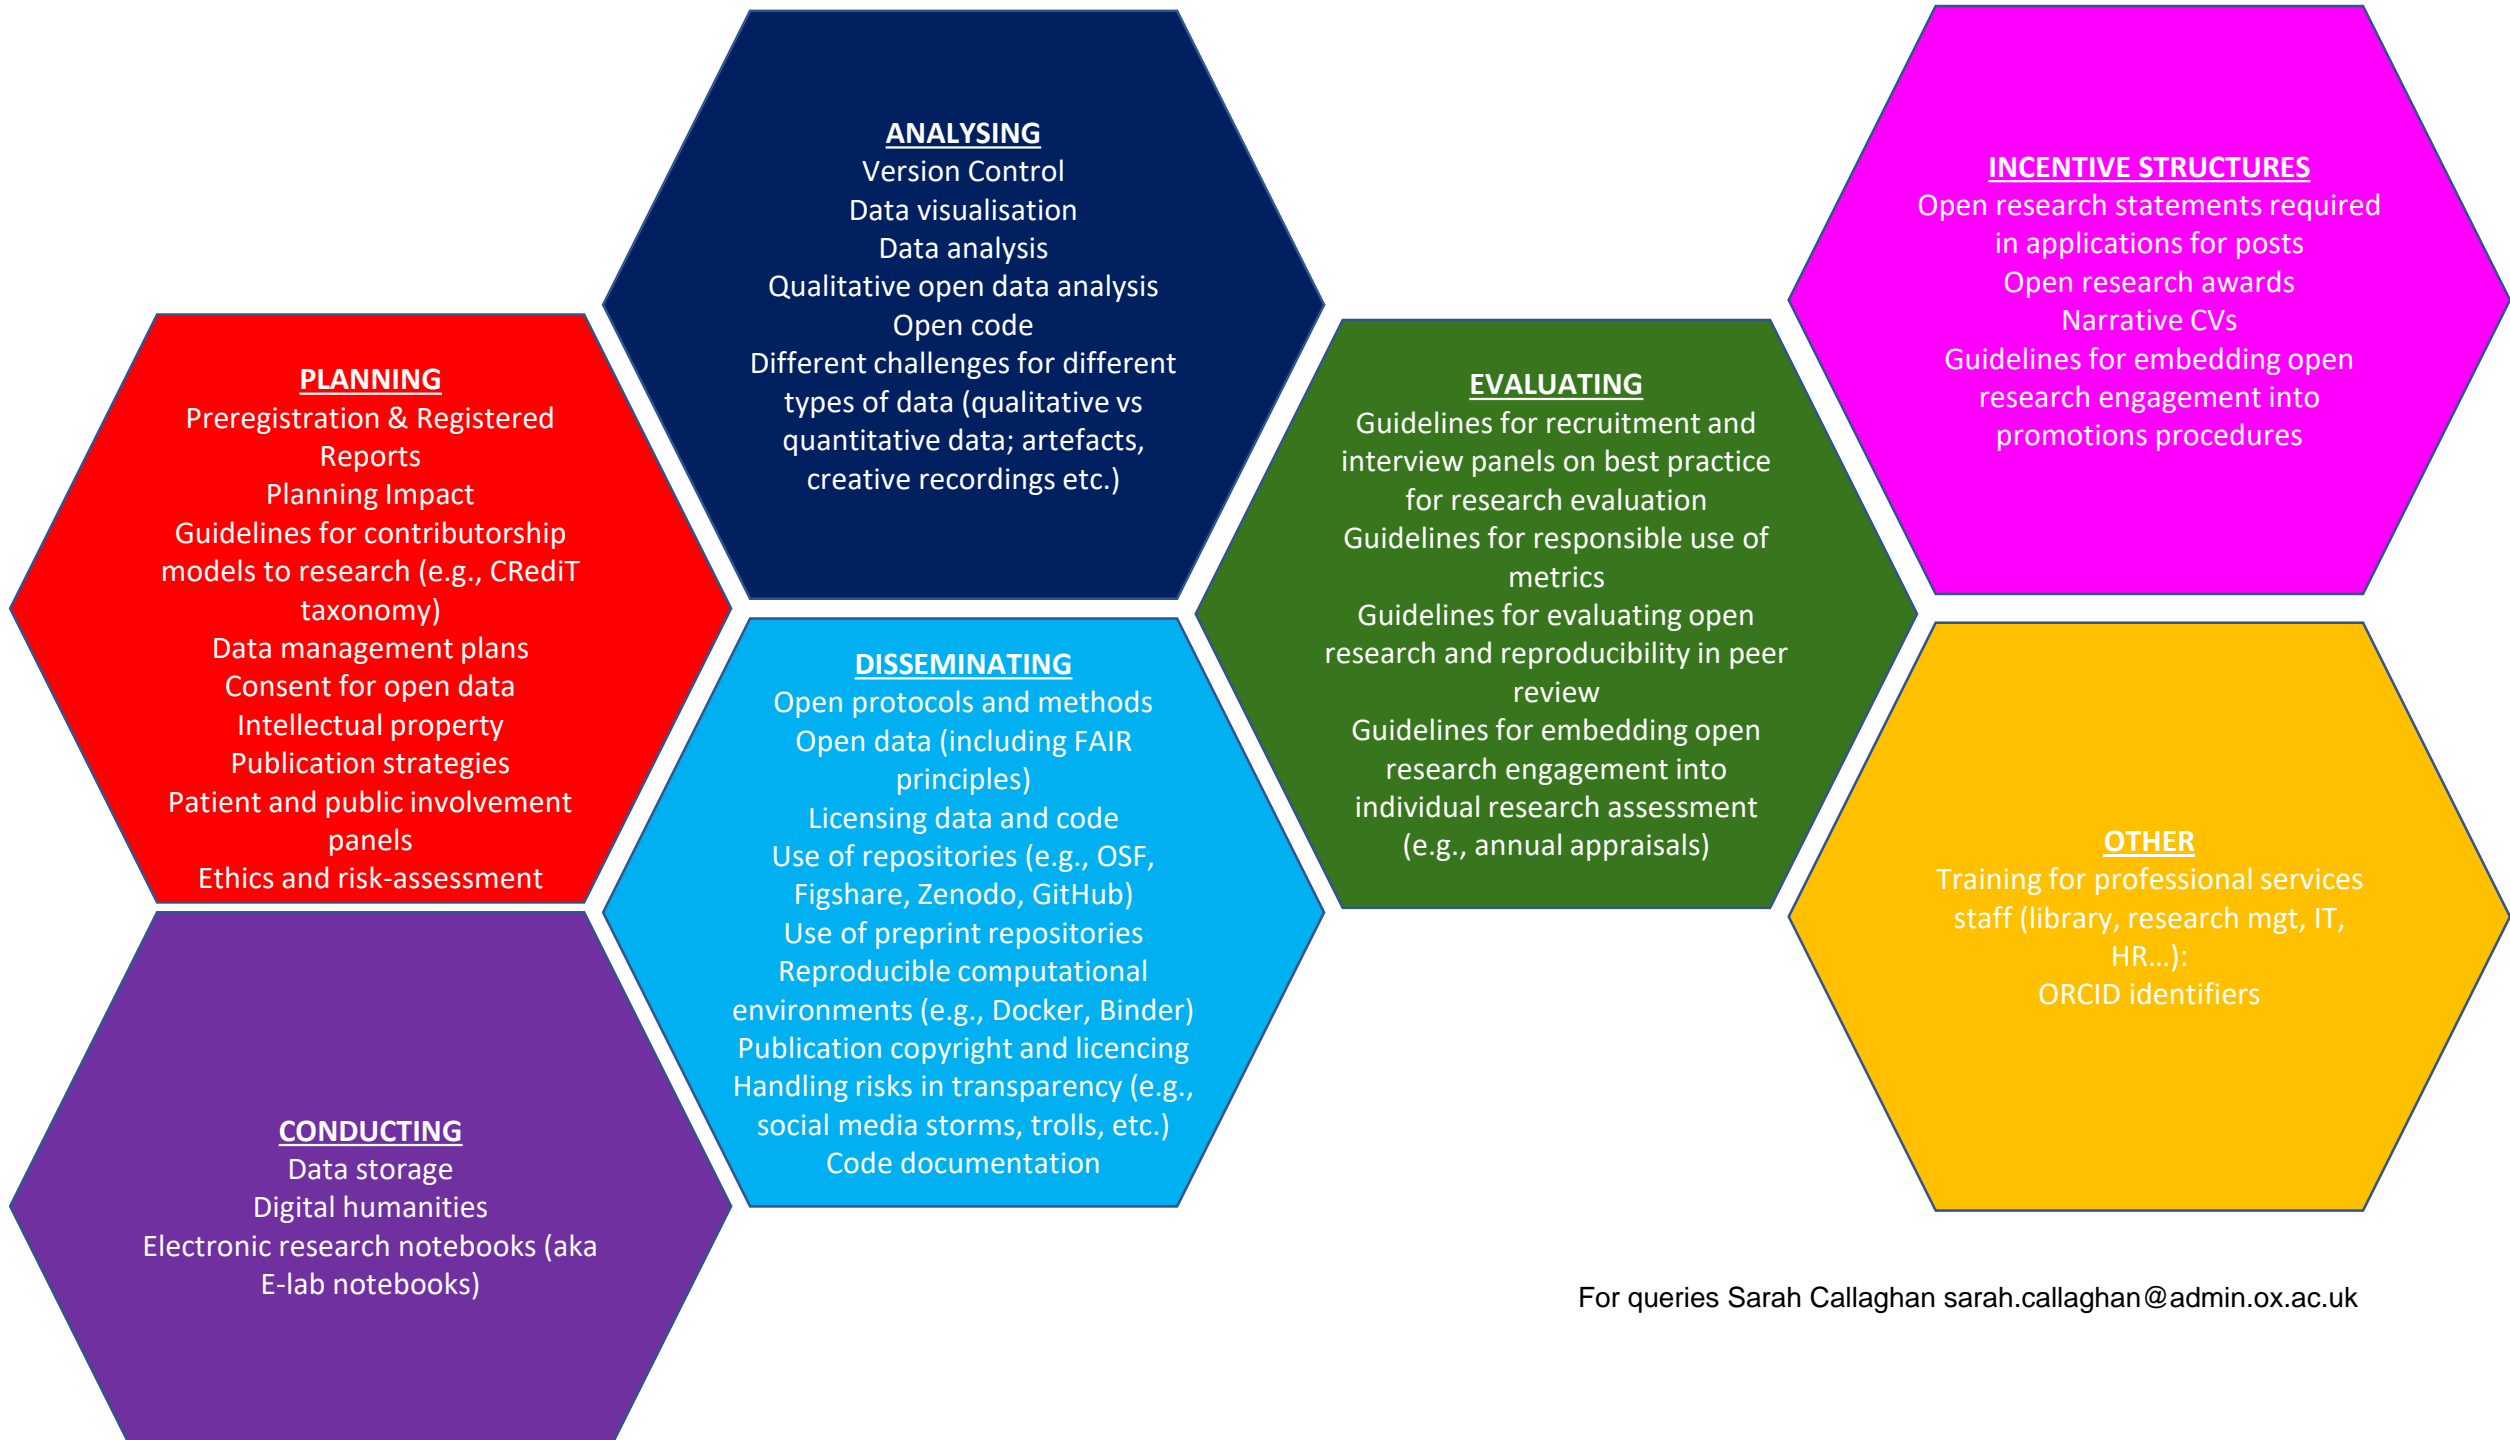 PLANNING
Preregistration & Registered
Reports
Planning Impact
Guidelines for contributorship
models to research (e.g., CRediT
taxonomy)
Data management plans
Consent for open data
Intellectual property
Publication strategies
Patient and public involvement
panels
Ethics and risk-assessment
CONDUCTING
Data storage
Digital humanities
Electronic research notebooks (aka
E-lab notebooks)
ANALYSING
Version Control
Data visualisation
Data analysis
Qualitative open data analysis
Open code
Different challenges for different
types of data (qualitative vs
quantitative data; artefacts,
creative recordings etc.)
DISSEMINATING
Open protocols and methods
Open data (including FAIR
principles)
Licensing data and code
Use of repositories (e.g., OSF,
Figshare, Zenodo, GitHub)
Use of preprint repositories
Reproducible computational
environments (e.g., Docker, Binder)
Publication copyright and licencing
Handling risks in transparency (e.g.,
social media storms, trolls, etc.)
Code documentation
EVALUATING
Guidelines for recruitment and
interview panels on best practice
for research evaluation
Guidelines for responsible use of
metrics
Guidelines for evaluating open
research and reproducibility in peer
review
Guidelines for embedding open
research engagement into
individual research assessment
(e.g., annual appraisals)
INCENTIVE STRUCTURES
Open research statements required
in applications for posts
Open research awards
Narrative CVs
Guidelines for embedding open
research engagement into
promotions procedures
OTHER
Training for professional services
staff (library, research mgt, IT,
HR…):
ORCID identifiers
For queries Sarah Callaghan sarah.callaghan@admin.ox.ac.uk